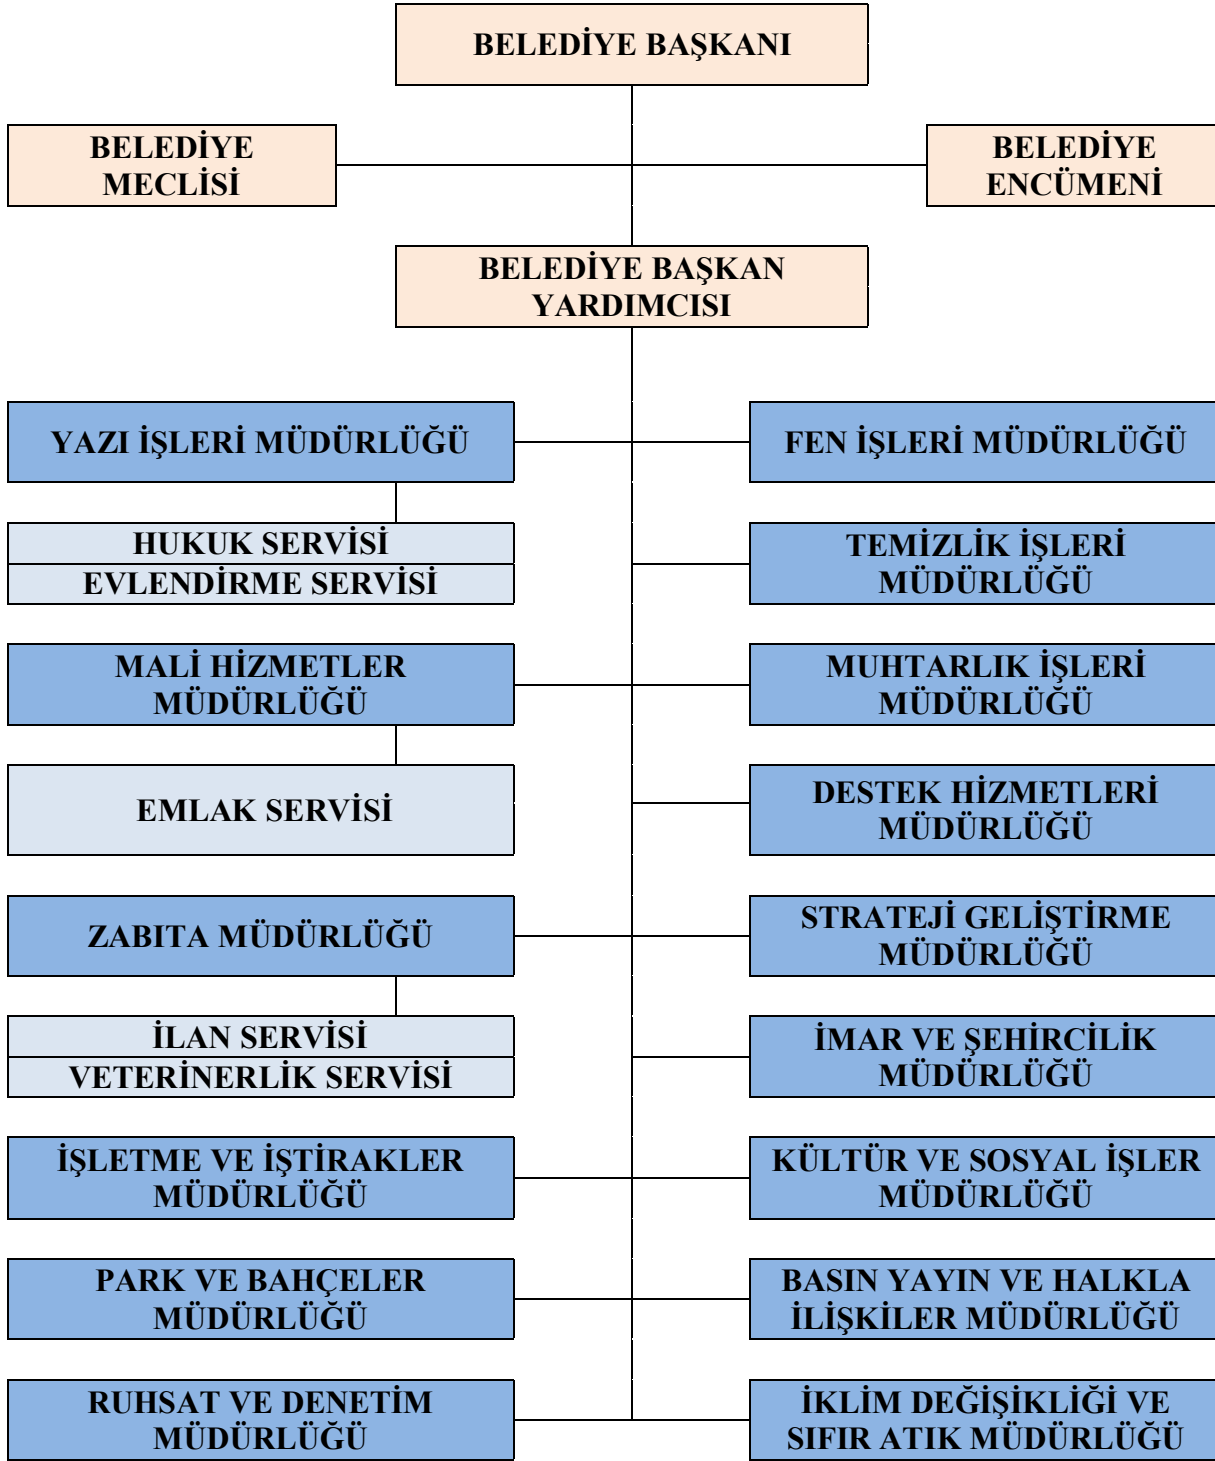 BELEDİYE BAŞKANI
BELEDİYE
MECLİSİ
BELEDİYE
ENCÜMENİ
BELEDİYE BAŞKAN
YARDIMCISI
YAZI İŞLERİ MÜDÜRLÜĞÜ
FEN İŞLERİ MÜDÜRLÜĞÜ
HUKUK SERVİSİ
EVLENDİRME SERVİSİ
TEMİZLİK İŞLERİ
MÜDÜRLÜĞÜ
MALİ HİZMETLER
MÜDÜRLÜĞÜ
MUHTARLIK İŞLERİ
MÜDÜRLÜĞÜ
EMLAK SERVİSİ
DESTEK HİZMETLERİ
MÜDÜRLÜĞÜ
ZABITA MÜDÜRLÜĞÜ
STRATEJİ GELİŞTİRME
MÜDÜRLÜĞÜ
İLAN SERVİSİ
VETERİNERLİK SERVİSİ
İMAR VE ŞEHİRCİLİK
MÜDÜRLÜĞÜ
İŞLETME VE İŞTİRAKLER
MÜDÜRLÜĞÜ
KÜLTÜR VE SOSYAL İŞLER
MÜDÜRLÜĞÜ
PARK VE BAHÇELER
MÜDÜRLÜĞÜ
BASIN YAYIN VE HALKLA
İLİŞKİLER MÜDÜRLÜĞÜ
RUHSAT VE DENETİM
MÜDÜRLÜĞÜ
İKLİM DEĞİŞİKLİĞİ VE
SIFIR ATIK MÜDÜRLÜĞÜ